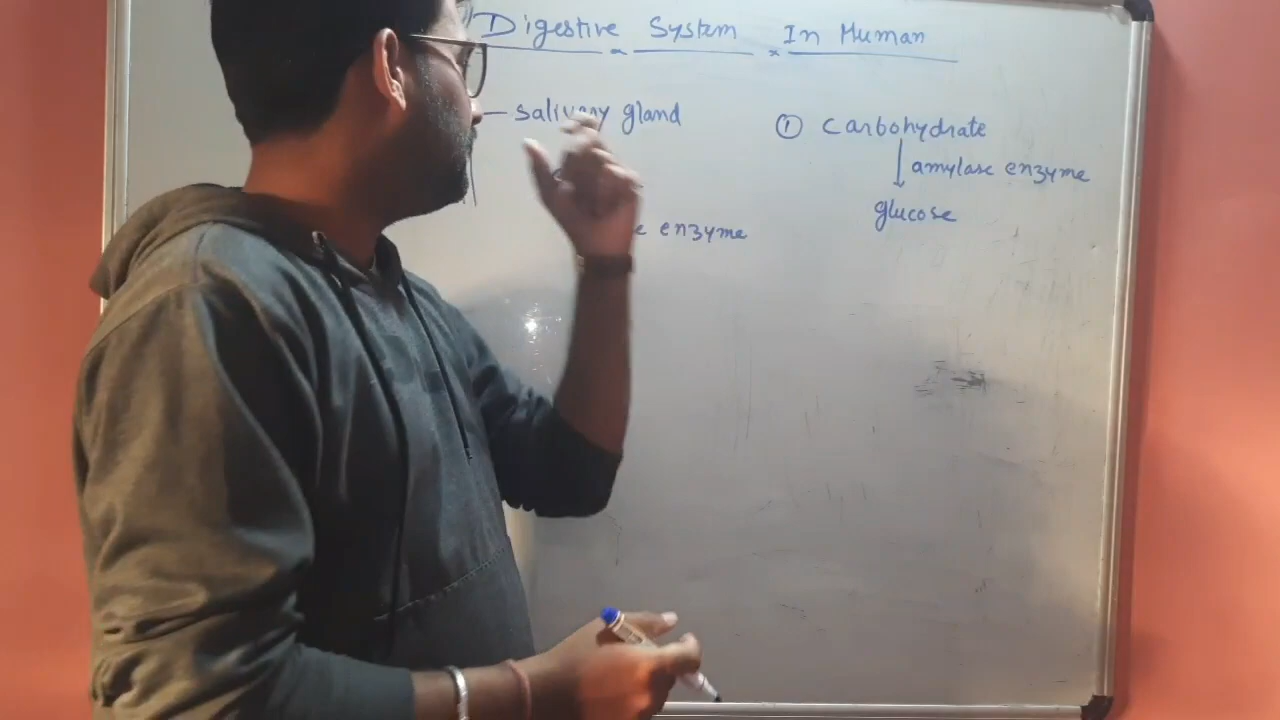 Digestive System In Human
— salivary gland
① Carbohydrate
amylase enzyme
glucose
enzyme